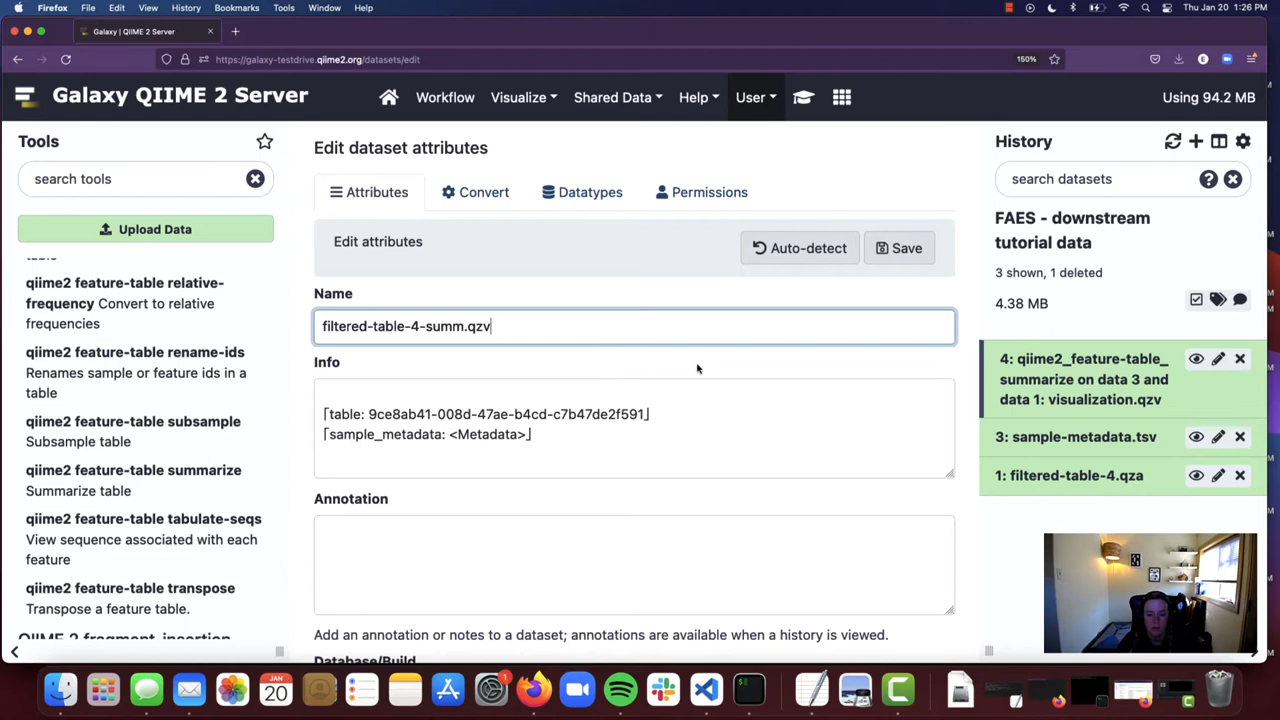 Firefox File Edit View History Bookmarks Tools Window Help
Thu Jan 20 1:26 PM
Galaxy | QIIME 2 Server
https://galaxy-testdrive.qiime2.org/datasets/edit
150%
Galaxy QIIME 2 Server
Workflow Visualize Shared Data Help User
Using 94.2 MB
Tools
search tools
Upload Data
qiime2 feature-table relative-
frequency Convert to relative
frequencies
qiime2 feature-table rename-ids
Renames sample or feature ids in a
table
qiime2 feature-table subsample
Subsample table
qiime2 feature-table summarize
Summarize table
qiime2 feature-table tabulate-seqs
View sequence associated with each
feature
qiime2 feature-table transpose
Transpose a feature table.
QIIME 2 fragment-insertion
Edit dataset attributes
Attributes Convert Datatypes Permissions
Edit attributes
Auto-detect Save
Name
filtered-table-4-summ.qzv
Info
⌈table: 9ce8ab41-008d-47ae-b4cd-c7b47de2f591⌋
⌈sample_metadata: <Metadata>⌋
Annotation
Add an annotation or notes to a dataset; annotations are available when a history is viewed.
Database/Build
History
search datasets
FAES - downstream
tutorial data
3 shown, 1 deleted
4.38 MB
4: qiime2_feature-table_
summarize on data 3 and
data 1: visualization.qzv
3: sample-metadata.tsv
1: filtered-table-4.qza
JAN
20
1